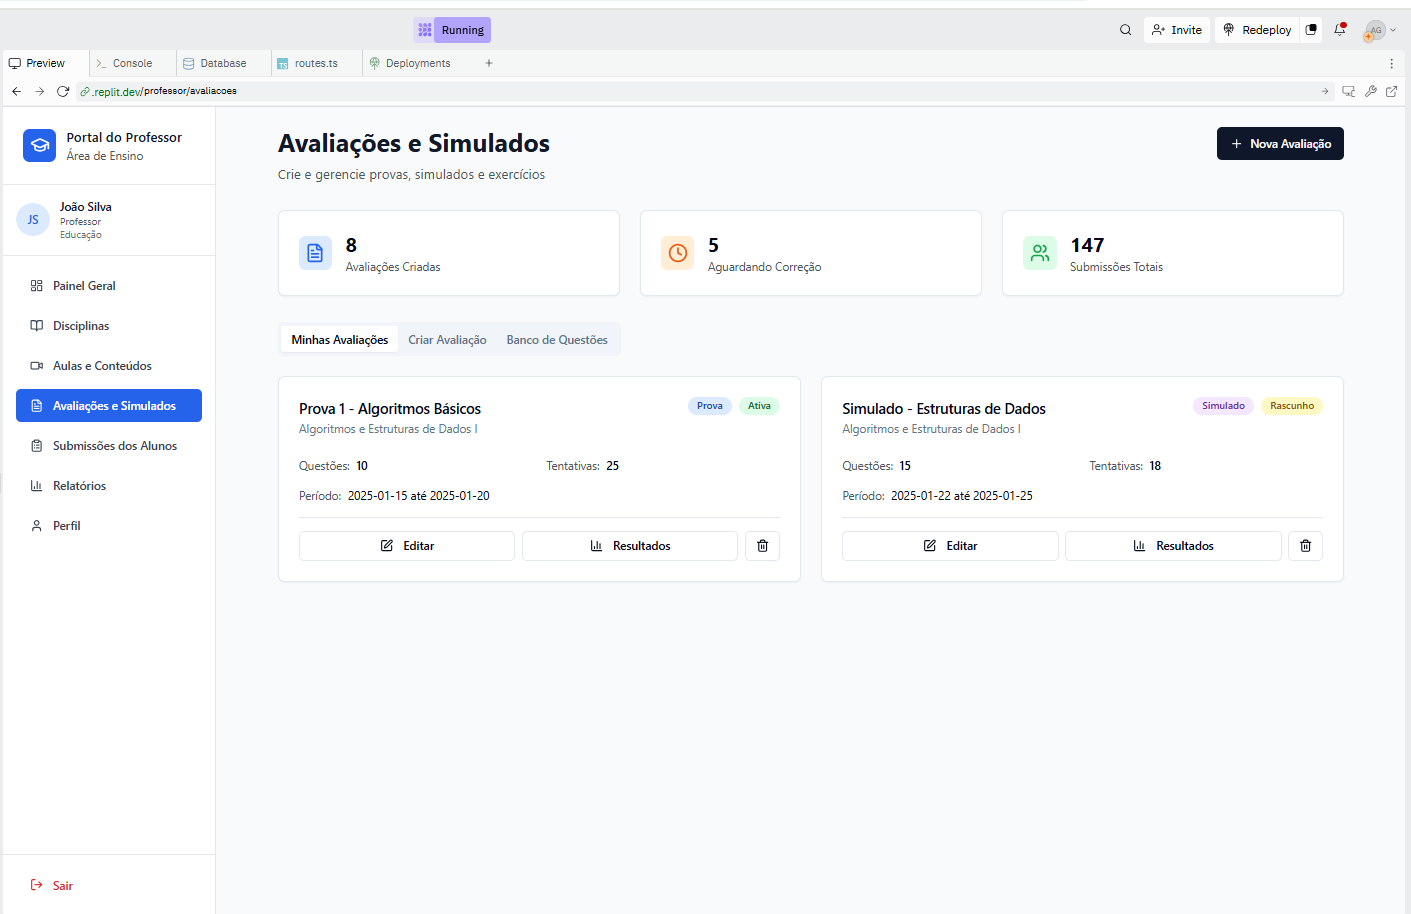 Running
Invite
Redeploy
AG
Preview
Console
Database
TS routes.ts
Deployments
.replit.dev/professor/avaliacoes
Portal do Professor
Área de Ensino
JS
João Silva
Professor
Educação
Painel Geral
Disciplinas
Aulas e Conteúdos
Avaliações e Simulados
Submissões dos Alunos
Relatórios
Perfil
Sair
Avaliações e Simulados
Crie e gerencie provas, simulados e exercícios
+ Nova Avaliação
8
Avaliações Criadas
5
Aguardando Correção
147
Submissões Totais
Minhas Avaliações
Criar Avaliação
Banco de Questões
Prova 1 - Algoritmos Básicos
Prova
Ativa
Algoritmos e Estruturas de Dados I
Questões: 10
Tentativas: 25
Período: 2025-01-15 até 2025-01-20
Editar
Resultados
Simulado - Estruturas de Dados
Simulado
Rascunho
Algoritmos e Estruturas de Dados I
Questões: 15
Tentativas: 18
Período: 2025-01-22 até 2025-01-25
Editar
Resultados